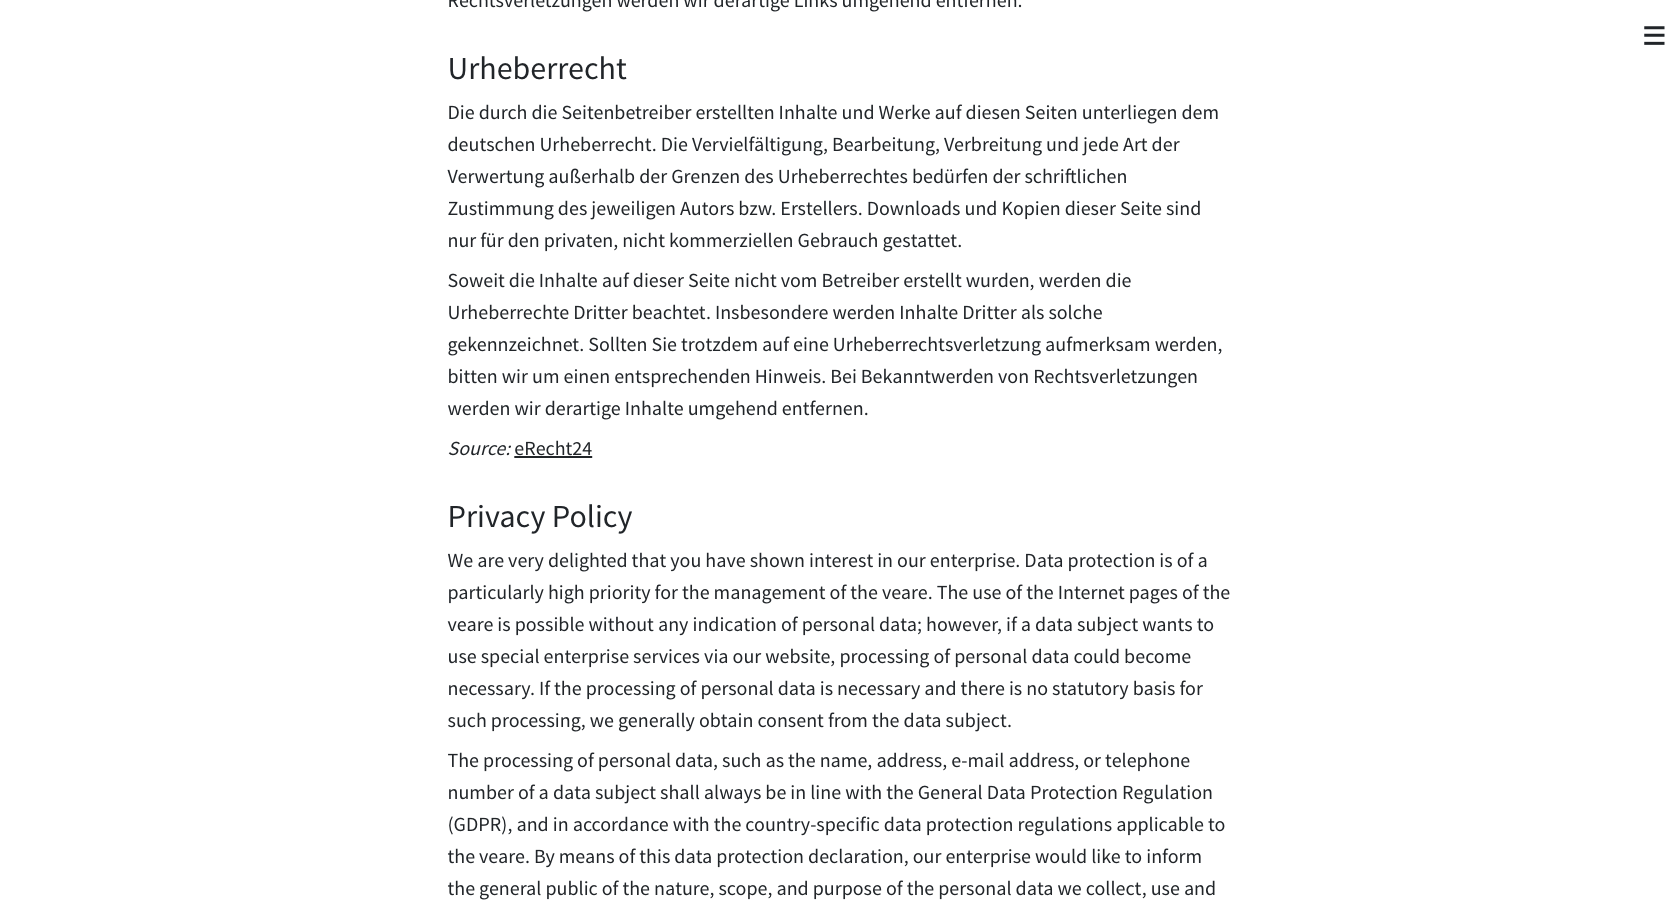 Rechtsverletzungen werden wir derartige Links umgehend entfernen.
Urheberrecht
Die durch die Seitenbetreiber erstellten Inhalte und Werke auf diesen Seiten unterliegen dem
deutschen Urheberrecht. Die Vervielfältigung, Bearbeitung, Verbreitung und jede Art der
Verwertung außerhalb der Grenzen des Urheberrechtes bedürfen der schriftlichen
Zustimmung des jeweiligen Autors bzw. Erstellers. Downloads und Kopien dieser Seite sind
nur für den privaten, nicht kommerziellen Gebrauch gestattet.
Soweit die Inhalte auf dieser Seite nicht vom Betreiber erstellt wurden, werden die
Urheberrechte Dritter beachtet. Insbesondere werden Inhalte Dritter als solche
gekennzeichnet. Sollten Sie trotzdem auf eine Urheberrechtsverletzung aufmerksam werden,
bitten wir um einen entsprechenden Hinweis. Bei Bekanntwerden von Rechtsverletzungen
werden wir derartige Inhalte umgehend entfernen.
Source: eRecht24
Privacy Policy
We are very delighted that you have shown interest in our enterprise. Data protection is of a
particularly high priority for the management of the veare. The use of the Internet pages of the
veare is possible without any indication of personal data; however, if a data subject wants to
use special enterprise services via our website, processing of personal data could become
necessary. If the processing of personal data is necessary and there is no statutory basis for
such processing, we generally obtain consent from the data subject.
The processing of personal data, such as the name, address, e-mail address, or telephone
number of a data subject shall always be in line with the General Data Protection Regulation
(GDPR), and in accordance with the country-specific data protection regulations applicable to
the veare. By means of this data protection declaration, our enterprise would like to inform
the general public of the nature, scope, and purpose of the personal data we collect, use and